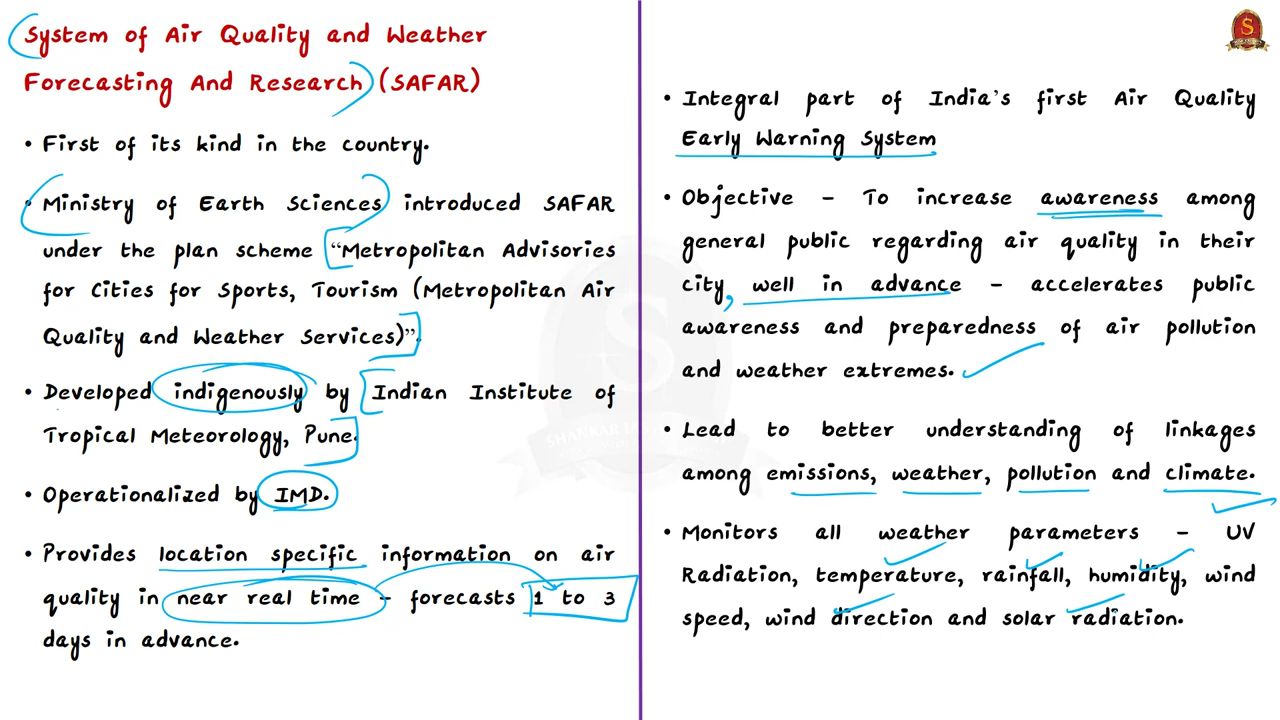 System of Air Quality and Weather
Forecasting And Research (SAFAR)
• First of its kind in the country.
• Ministry of Earth Sciences introduced SAFAR
under the plan scheme “Metropolitan Advisories
for Cities for Sports, Tourism (Metropolitan Air
Quality and Weather Services)”.
• Developed indigenously by Indian Institute of
Tropical Meteorology, Pune.
• Operationalized by IMD.
• Provides location specific information on air
quality in near real time – forecasts 1 to 3
days in advance.
• Integral part of India’s first Air Quality
Early Warning System
• Objective – To increase awareness among
general public regarding air quality in their
city, well in advance – accelerates public
awareness and preparedness of air pollution
and weather extremes.
• Lead to better understanding of linkages
among emissions, weather, pollution and climate.
• Monitors all weather parameters – UV
Radiation, temperature, rainfall, humidity, wind
speed, wind direction and solar radiation.
S